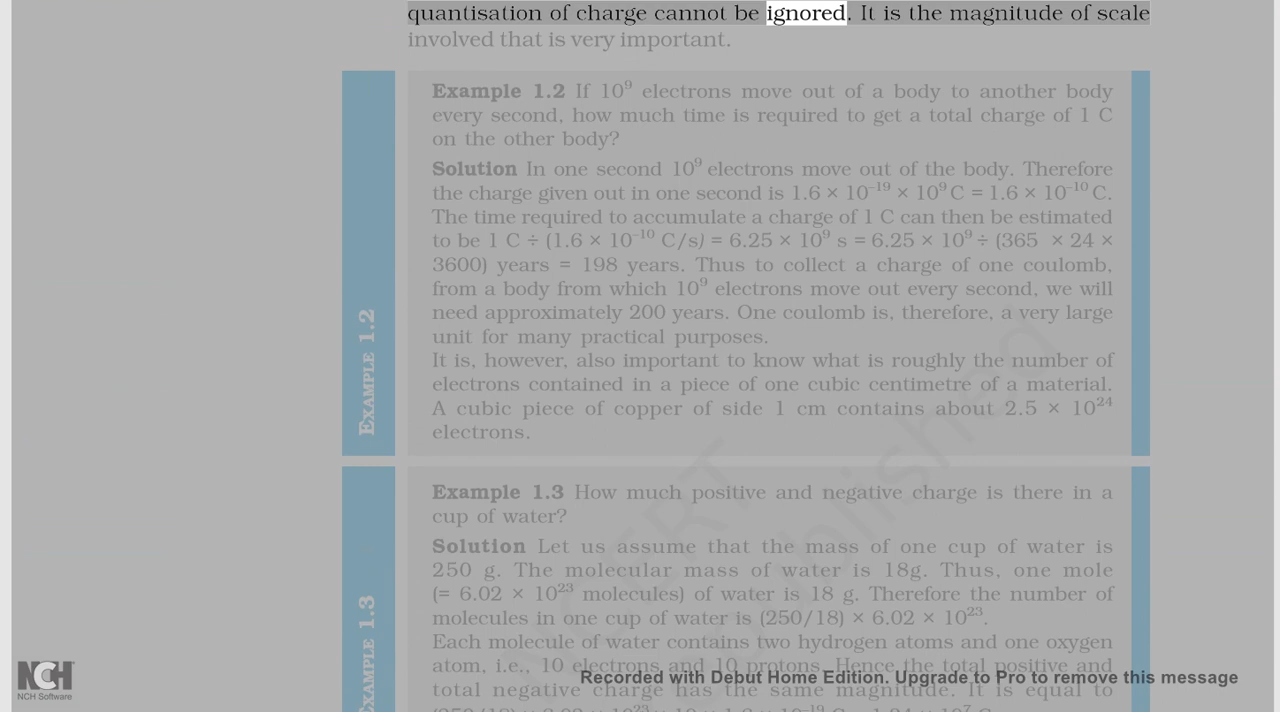 quantisation of charge cannot be ignored. It is the magnitude of scale
involved that is very important.
Example 1.2 If 10⁹ electrons move out of a body to another body
every second, how much time is required to get a total charge of 1 C
on the other body?
Solution In one second 10⁹ electrons move out of the body. Therefore
the charge given out in one second is 1.6 × 10⁻¹⁹ × 10⁹ C = 1.6 × 10⁻¹⁰ C.
The time required to accumulate a charge of 1 C can then be estimated
to be 1 C ÷ (1.6 × 10⁻¹⁰ C/s) = 6.25 × 10⁹ s = 6.25 × 10⁹ ÷ (365 × 24 ×
3600) years = 198 years. Thus to collect a charge of one coulomb,
from a body from which 10⁹ electrons move out every second, we will
need approximately 200 years. One coulomb is, therefore, a very large
unit for many practical purposes.
It is, however, also important to know what is roughly the number of
electrons contained in a piece of one cubic centimetre of a material.
A cubic piece of copper of side 1 cm contains about 2.5 × 10²⁴
electrons.
EXAMPLE 1.2
Example 1.3 How much positive and negative charge is there in a
cup of water?
Solution Let us assume that the mass of one cup of water is
250 g. The molecular mass of water is 18g. Thus, one mole
(= 6.02 × 10²³ molecules) of water is 18 g. Therefore the number of
molecules in one cup of water is (250/18) × 6.02 × 10²³.
Each molecule of water contains two hydrogen atoms and one oxygen
atom, i.e., 10 electrons and 10 protons. Hence the total positive and
total negative charge has the same magnitude. It is equal to
EXAMPLE 1.3
NCERT
NCH
NCH Software
Recorded with Debut Home Edition. Upgrade to Pro to remove this message